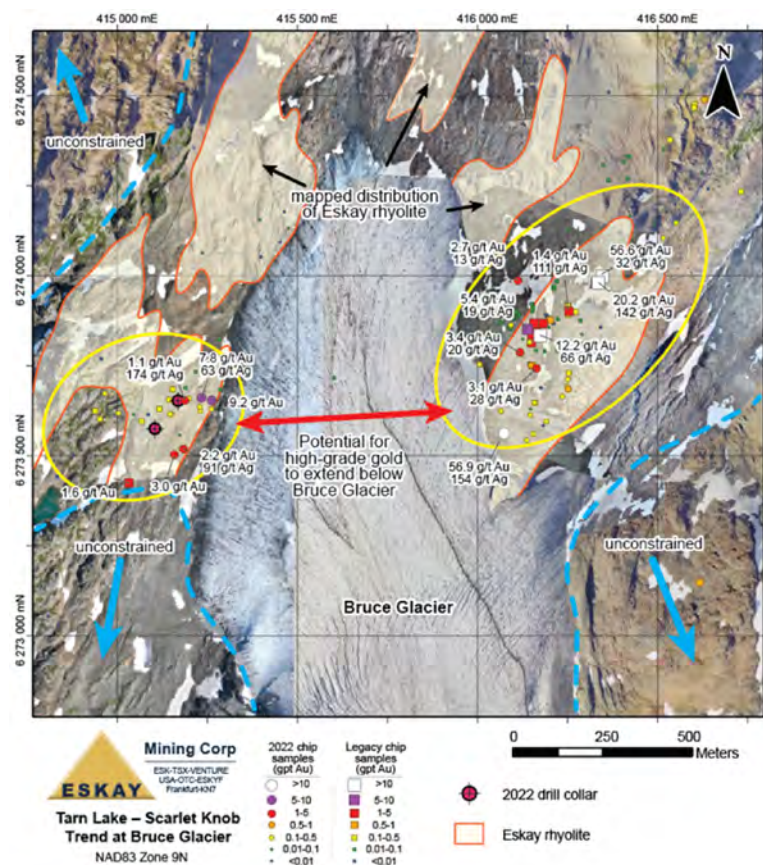 415 000 mE
415 500 mE
416 000 mE
416 500 mE
6 274 500 mN
6 274 000 mN
6 273 500 mN
6 273 000 mN
N
unconstrained
mapped distribution
of Eskay rhyolite
2.7 g/t Au
13 g/t Ag
1.4 g/t Au
111 g/t Ag
56.6 g/t Au
32 g/t Ag
5.4 g/t Au
19 g/t Ag
20.2 g/t Au
142 g/t Ag
3.4 g/t Au
20 g/t Ag
12.2 g/t Au
66 g/t Ag
3.1 g/t Au
28 g/t Ag
56.9 g/t Au
154 g/t Ag
1.1 g/t Au
174 g/t Ag
7.8 g/t Au
63 g/t Ag
9.2 g/t Au
2.2 g/t Au
91 g/t Ag
1.6 g/t Au
3.0 g/t Au
Potential for
high-grade gold
to extend below
Bruce Glacier
unconstrained
unconstrained
Bruce Glacier
ESKAY
Mining Corp
ESK-TSX-VENTURE
USA-OTC-ESKYF
Frankfurt-KN7
Tarn Lake – Scarlet Knob
Trend at Bruce Glacier
NAD83 Zone 9N
2022 chip
samples
(gpt Au)
>10
5-10
1-5
0.5-1
0.1-0.5
0.01-0.1
<0.01
Legacy chip
samples
(gpt Au)
>10
5-10
1-5
0.5-1
0.1-0.5
0.01-0.1
<0.01
0 250 500
Meters
2022 drill collar
Eskay rhyolite